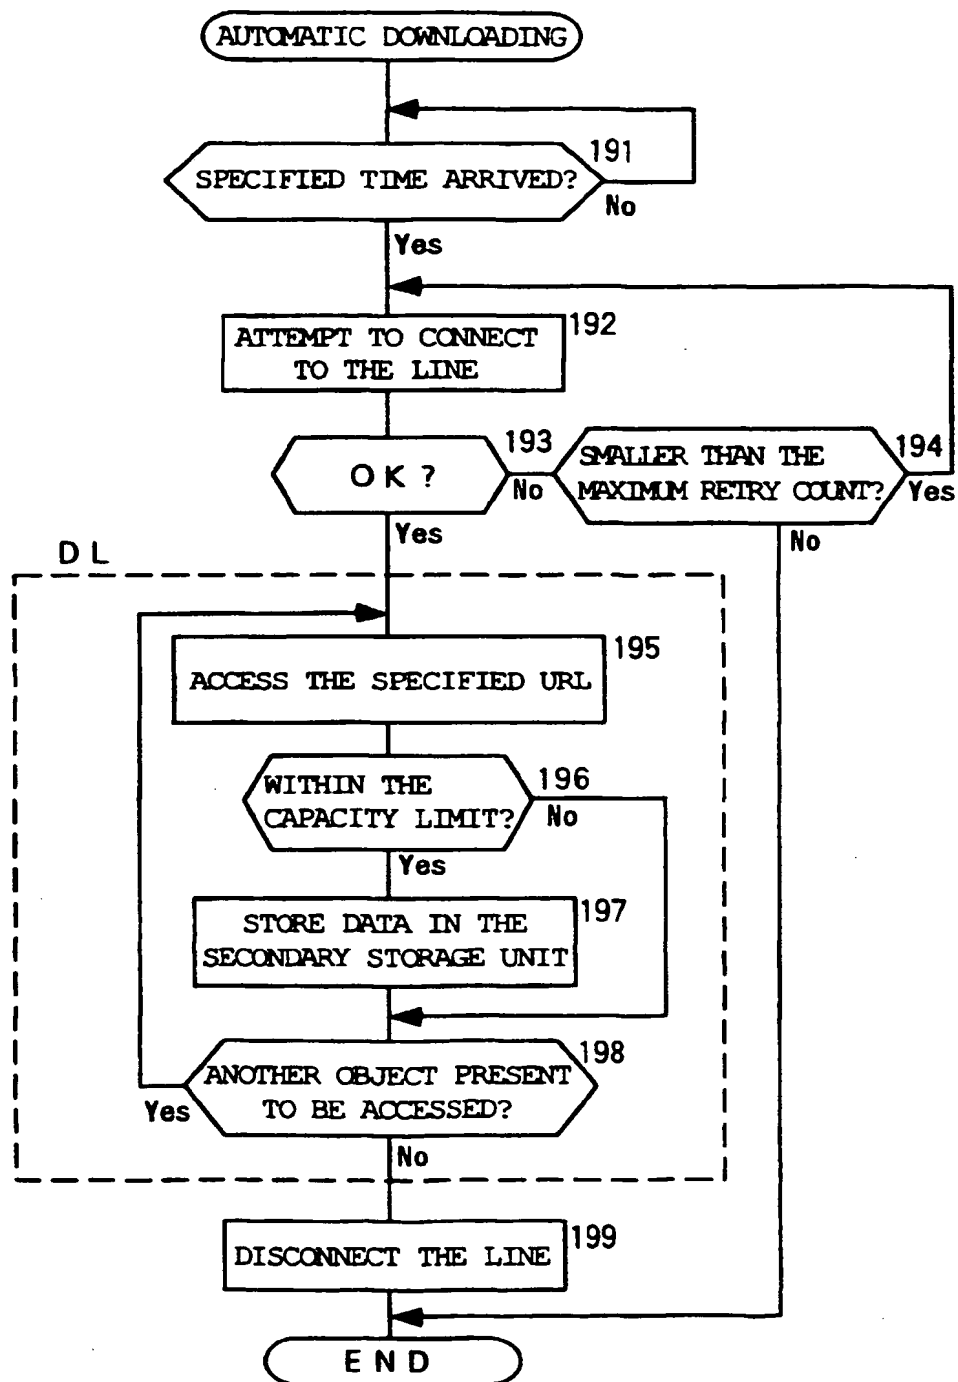 AUTOMATIC DOWNLOADING
191
SPECIFIED TIME ARRIVED?
No
Yes
192
ATTEMPT TO CONNECT
TO THE LINE
193
OK?
No
194
SMALLER THAN THE
MAXIMUM RETRY COUNT?
Yes
Yes
No
DL
195
ACCESS THE SPECIFIED URL
196
WITHIN THE
CAPACITY LIMIT?
No
Yes
197
STORE DATA IN THE
SECONDARY STORAGE UNIT
198
ANOTHER OBJECT PRESENT
TO BE ACCESSED?
Yes
No
199
DISCONNECT THE LINE
END